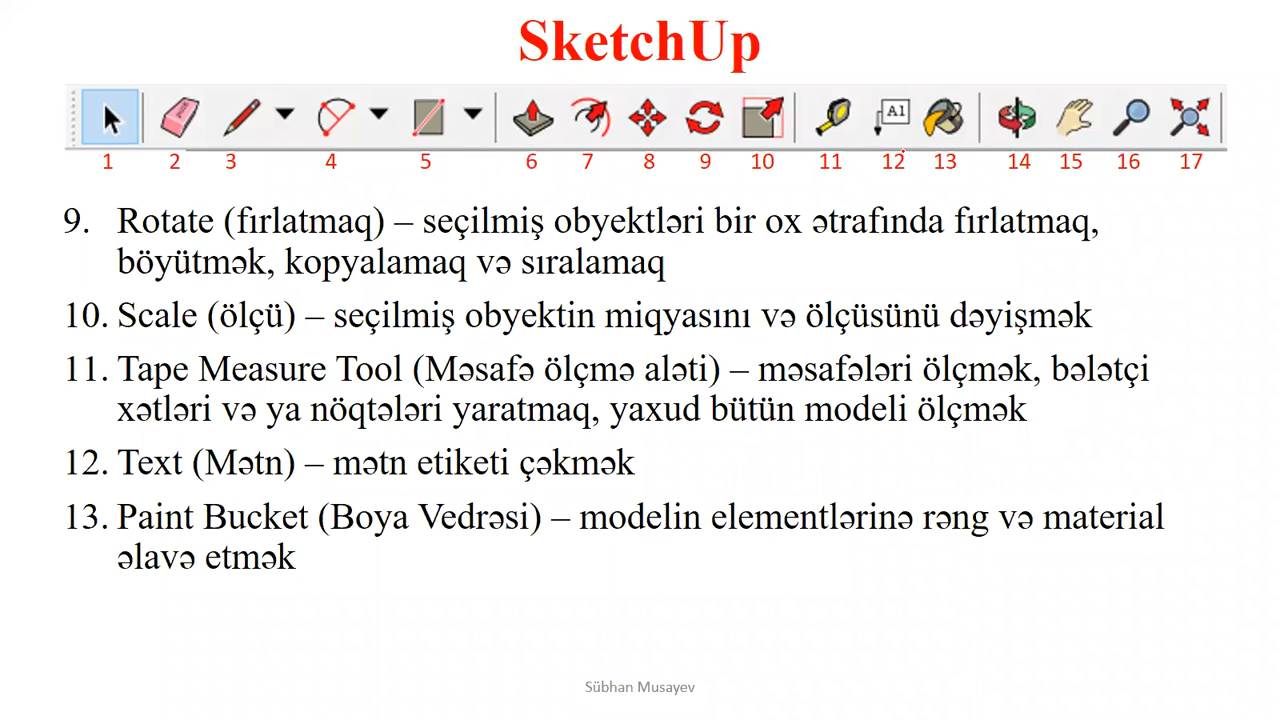 SketchUp
A1
1 2 3 4 5 6 7 8 9 10 11 12 13 14 15 16 17
9. Rotate (fırlatmaq) – seçilmiş obyektləri bir ox ətrafında fırlatmaq,
böyütmək, kopyalamaq və sıralamaq
10. Scale (ölçü) – seçilmiş obyektin miqyasını və ölçüsünü dəyişmək
11. Tape Measure Tool (Məsafə ölçmə aləti) – məsafələri ölçmək, bələtçi
xətləri və ya nöqtələri yaratmaq, yaxud bütün modeli ölçmək
12. Text (Mətn) – mətn etiketi çəkmək
13. Paint Bucket (Boya Vedrəsi) – modelin elementlərinə rəng və material
əlavə etmək
Sübhan Musayev